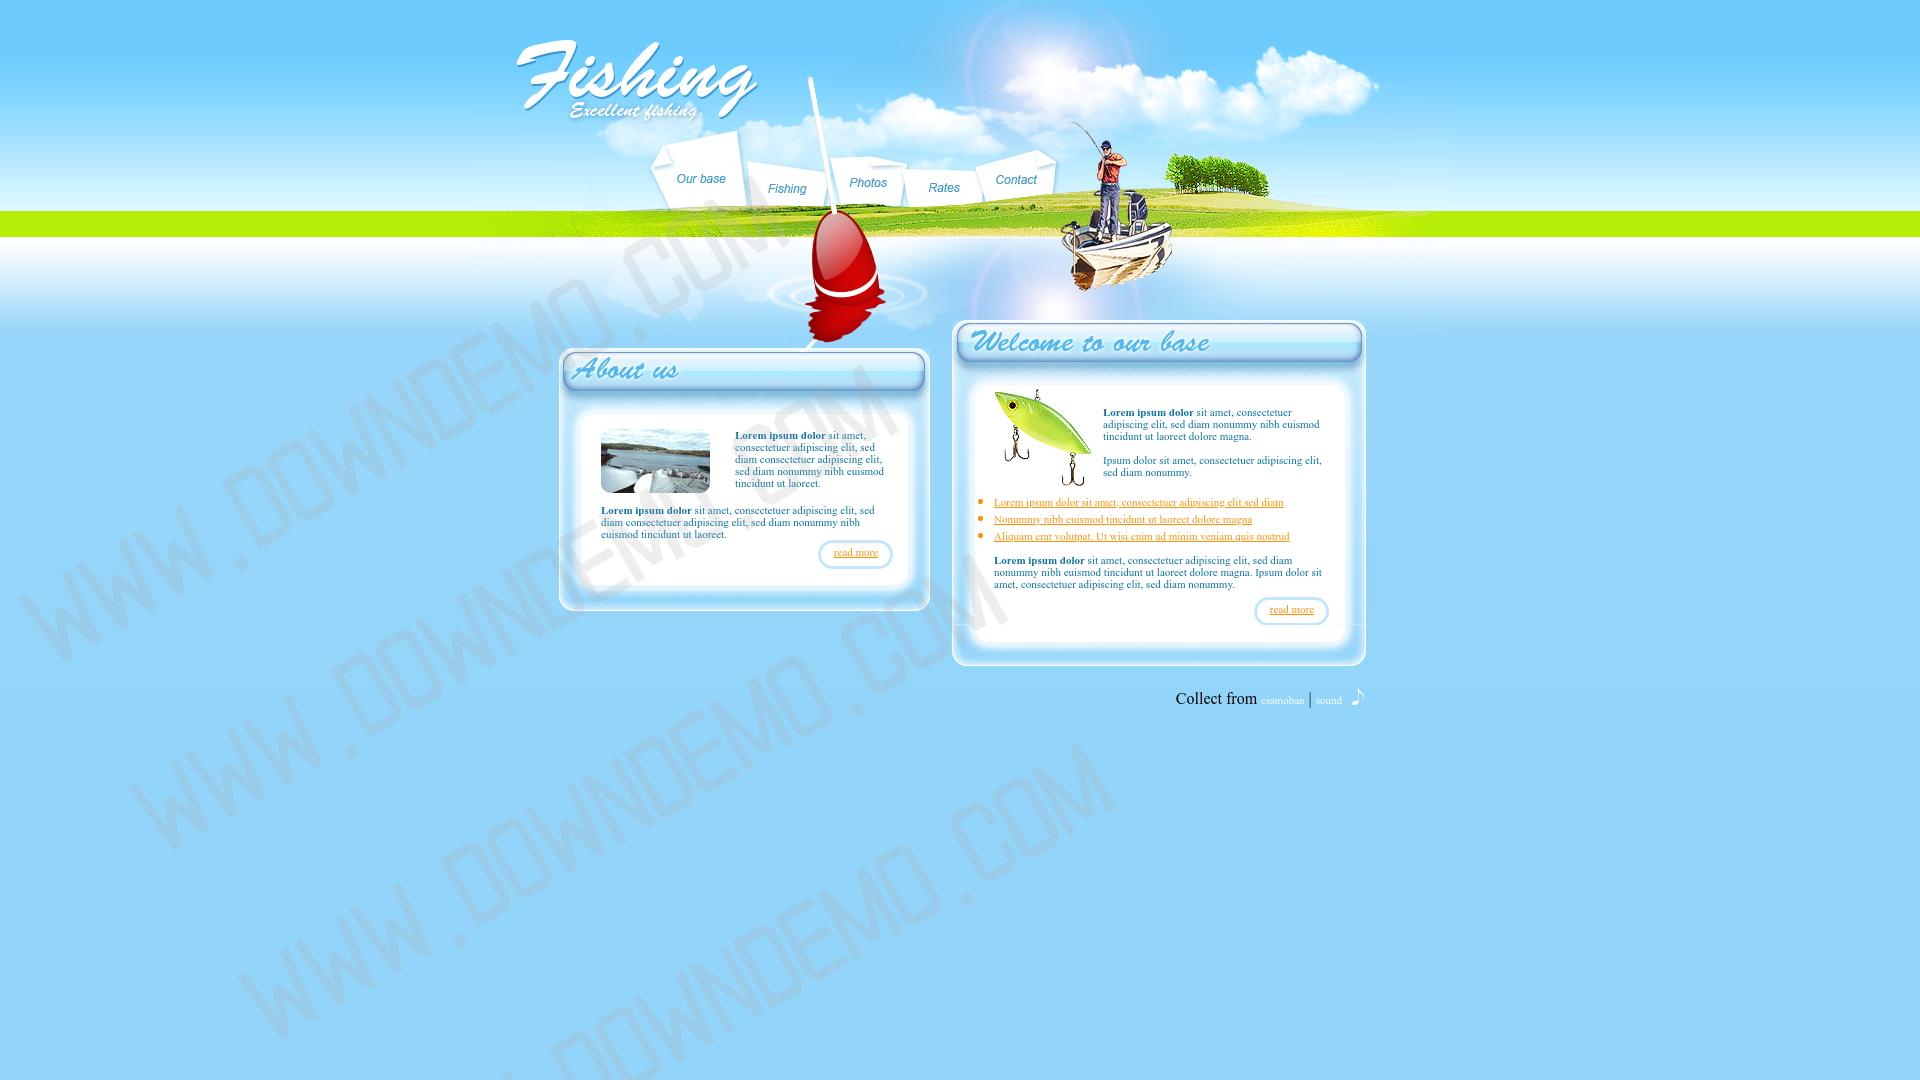 Fishing
Excellent fishing
Our base
Fishing
Photos
Rates
Contact
About us
Lorem ipsum dolor sit amet,
consectetuer adipiscing elit, sed
diam consectetuer adipiscing elit,
sed diam nonummy nibh euismod
tincidunt ut laoreet.
Lorem ipsum dolor sit amet, consectetuer adipiscing elit, sed
diam consectetuer adipiscing elit, sed diam nonummy nibh
euismod tincidunt ut laoreet.
read more
Welcome to our base
Lorem ipsum dolor sit amet, consectetuer
adipiscing elit, sed diam nonummy nibh euismod
tincidunt ut laoreet dolore magna.
Ipsum dolor sit amet, consectetuer adipiscing elit,
sed diam nonummy.
Lorem ipsum dolor sit amet, consectetuer adipiscing elit sed diam
Nonummy nibh euismod tincidunt ut laoreet dolore magna
Aliquam erat volutpat. Ut wisi enim ad minim veniam quis nostrud
Lorem ipsum dolor sit amet, consectetuer adipiscing elit, sed diam
nonummy nibh euismod tincidunt ut laoreet dolore magna. Ipsum dolor sit
amet, consectetuer adipiscing elit, sed diam nonummy.
read more
Collect from cssmoban | sound
WWW.DOWNDEMO.COM
WWW.DOWNDEMO.COM
WWW.DOWNDEMO.COM
WWW.DOWNDEMO.COM